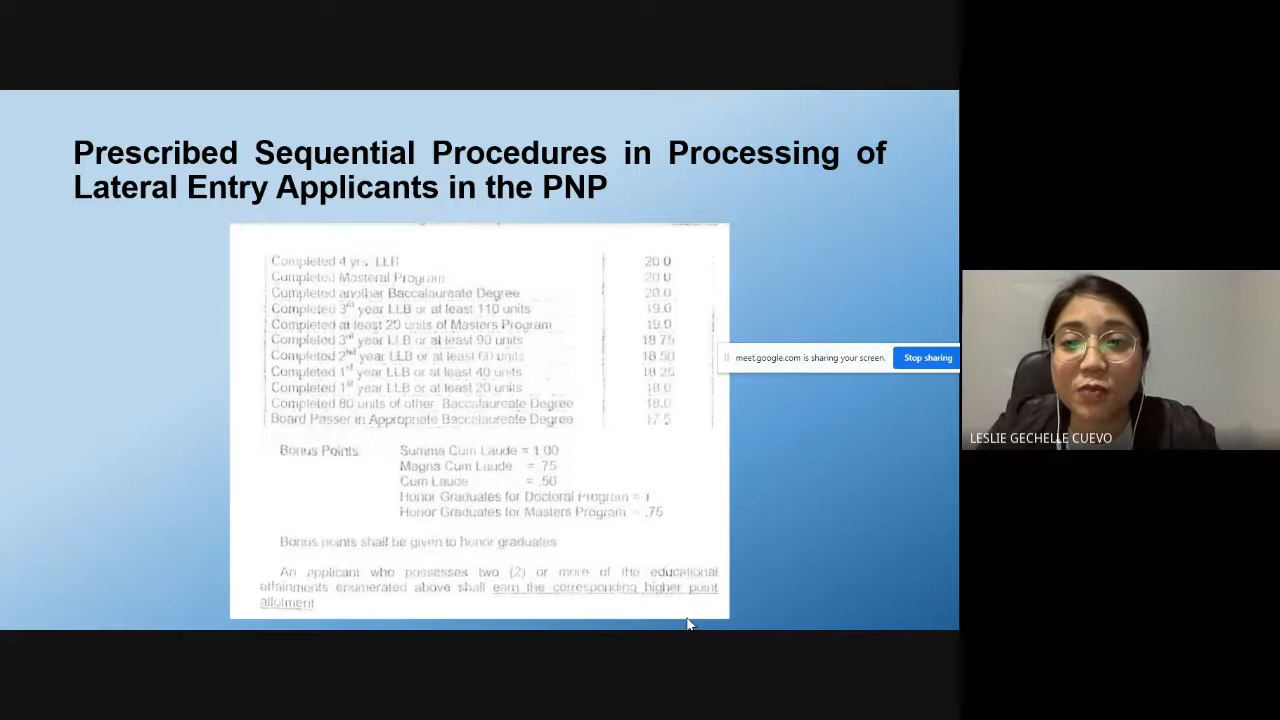 Prescribed Sequential Procedures in Processing of
Lateral Entry Applicants in the PNP
Completed 4 yrs. LLB 20.0
Completed Masteral Program 20.0
Completed another Baccalaureate Degree 20.0
Completed 3rd year LLB or at least 110 units 19.0
Completed at least 20 units of Masters Program 19.0
Completed 3rd year LLB or at least 90 units 18.75
Completed 2nd year LLB or at least 60 units 18.50
Completed 1st year LLB or at least 40 units 18.25
Completed 1st year LLB or at least 20 units 18.0
Completed 80 units of other Baccalaureate Degree 18.0
Board Passer in Appropriate Baccalaureate Degree 17.5
Bonus Points Summa Cum Laude = 1.00
Magna Cum Laude = .75
Cum Laude = .50
Honor Graduates for Doctoral Program = 1
Honor Graduates for Masters Program = .75
Bonus points shall be given to honor graduates
An applicant who possesses two (2) or more of the educational
attainments enumerated above shall earn the corresponding higher point
allotment
meet.google.com is sharing your screen.
Stop sharing
LESLIE GECHELLE CUEVO